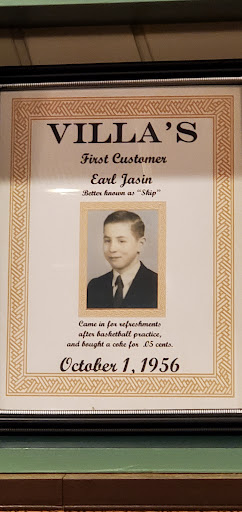 VILLA'S
First Customer
Earl Jasin
Better known as "Skip"
Came in for refreshments
after basketball practice,
and bought a coke for .05 cents.
October 1, 1956